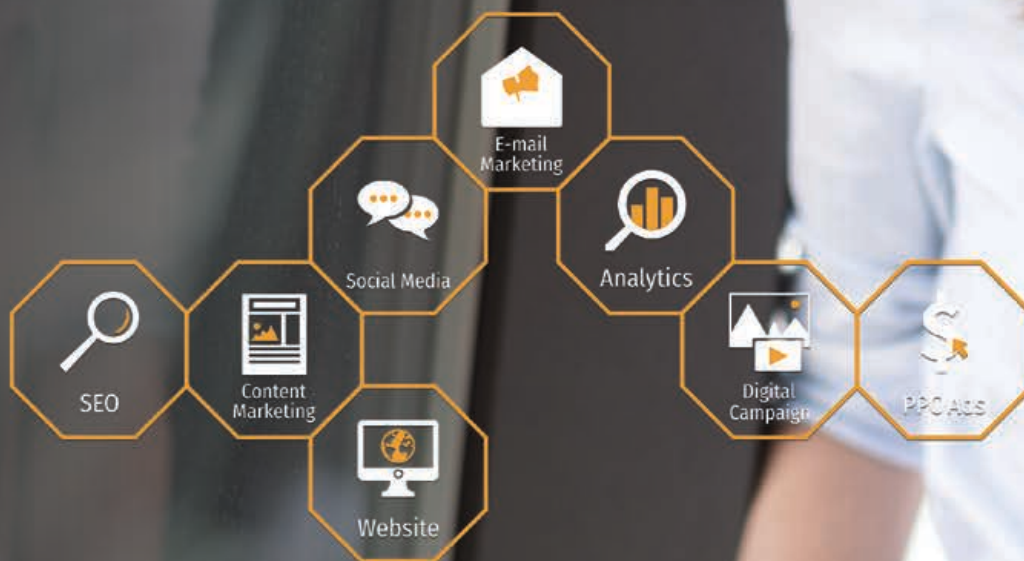 E-mail
Marketing
Social Media
Analytics
SEO
Content
Marketing
Digital
Campaign
PPC Ads
Website